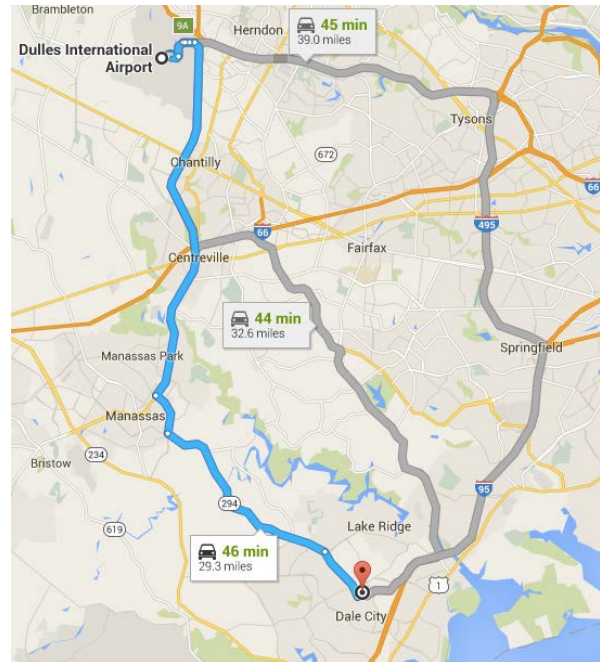 Brambleton
9A
Herndon
45 min
39.0 miles
Dulles International
Airport
Tysons
Chantilly
672
66
66
495
Centreville
Fairfax
44 min
32.6 miles
Springfield
Manassas Park
Manassas
Bristow
234
95
294
Lake Ridge
619
46 min
29.3 miles
1
Dale City